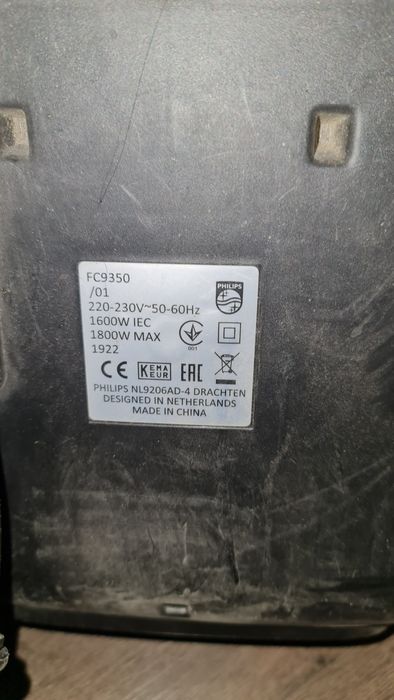 FC9350
/01
220-230V~50-60Hz
1600W IEC
1800W MAX
1922
PHILIPS
001
CE KEMA KEUR EAC
PHILIPS NL9206AD-4 DRACHTEN
DESIGNED IN NETHERLANDS
MADE IN CHINA